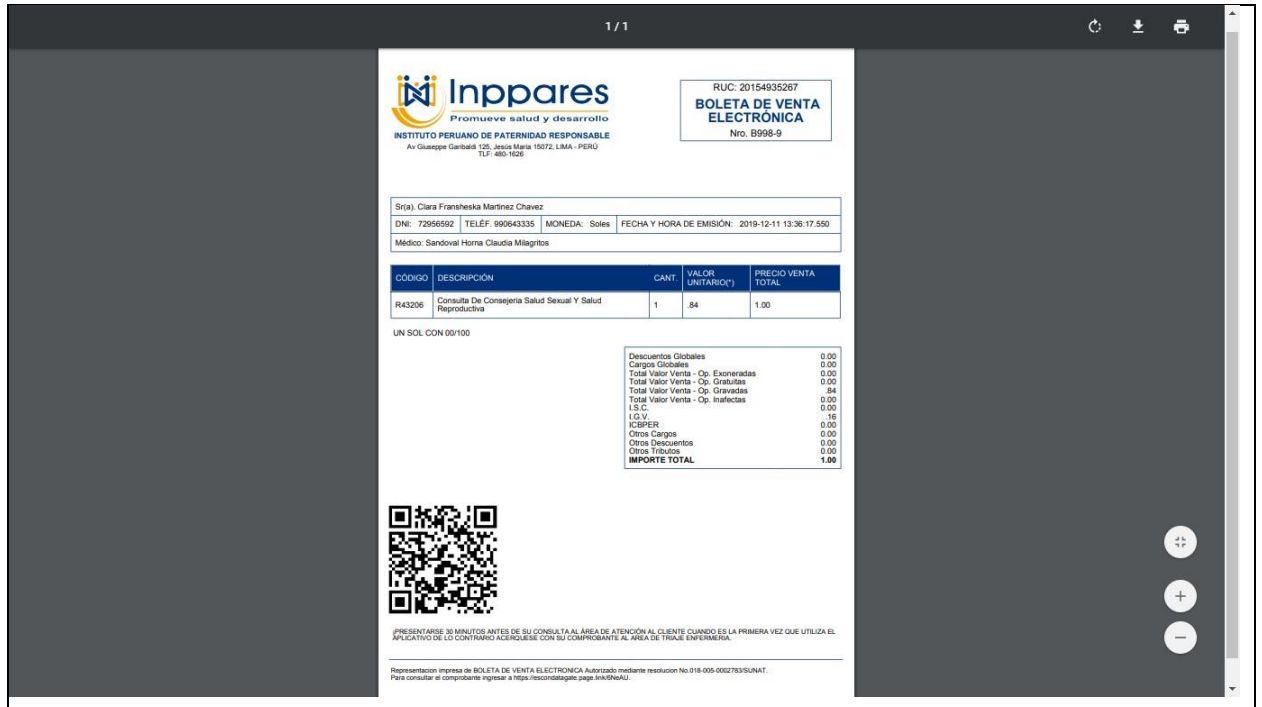 1 / 1
Inppares
Promueve salud y desarrollo
INSTITUTO PERUANO DE PATERNIDAD RESPONSABLE
Av Giuseppe Garibaldi 125, Jesús María 15072, LIMA - PERÚ
TLF: 480-1626
RUC: 20154935267
BOLETA DE VENTA
ELECTRÓNICA
Nro. B998-9
Sr(a). Clara Fransheska Martinez Chavez
DNI: 72956592 TELÉF. 990643335 MONEDA: Soles FECHA Y HORA DE EMISIÓN: 2019-12-11 13:36:17.550
Médico: Sandoval Horna Claudia Milagritos
CÓDIGO DESCRIPCIÓN CANT. VALOR UNITARIO(*) PRECIO VENTA TOTAL
R43206 Consulta De Consejeria Salud Sexual Y Salud Reproductiva 1 .84 1.00
UN SOL CON 00/100
Descuentos Globales 0.00
Cargos Globales 0.00
Total Valor Venta - Op. Exoneradas 0.00
Total Valor Venta - Op. Gratuitas 0.00
Total Valor Venta - Op. Gravadas .84
Total Valor Venta - Op. Inafectas 0.00
I.S.C. 0.00
I.G.V. .16
ICBPER 0.00
Otros Cargos 0.00
Otros Descuentos 0.00
Otros Tributos 0.00
IMPORTE TOTAL 1.00
¡PRESENTARSE 30 MINUTOS ANTES DE SU CONSULTA AL ÁREA DE ATENCIÓN AL CLIENTE CUANDO ES LA PRIMERA VEZ QUE UTILIZA EL
APLICATIVO DE LO CONTRARIO ACERQUESE CON SU COMPROBANTE AL AREA DE TRIAJE ENFERMERIA.
Representacion impresa de BOLETA DE VENTA ELECTRONICA Autorizado mediante resolucion No.018-005-0002783/SUNAT.
Para consultar el comprobante ingresar a https://escondatagate.page.link/6NeAU.